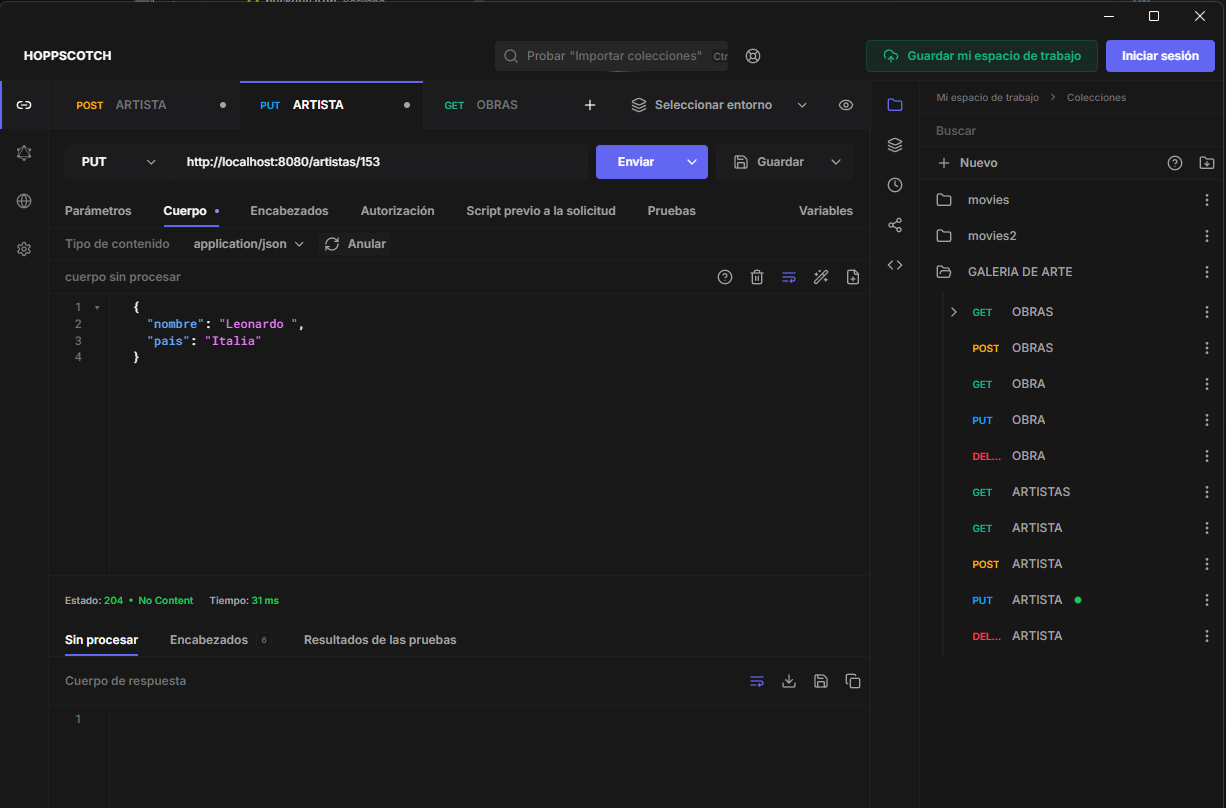 HOPPSCOTCH
Probar "Importar colecciones"
Ctr
Guardar mi espacio de trabajo
Iniciar sesión
POST ARTISTA
PUT ARTISTA
GET OBRAS
Seleccionar entorno
Mi espacio de trabajo > Colecciones
Buscar
PUT
http://localhost:8080/artistas/153
Enviar
Guardar
Nuevo
Parámetros
Cuerpo
Encabezados
Autorización
Script previo a la solicitud
Pruebas
Variables
Tipo de contenido
application/json
Anular
cuerpo sin procesar
1 {
2 "nombre": "Leonardo ",
3 "pais": "Italia"
4 }
movies
movies2
GALERIA DE ARTE
GET OBRAS
POST OBRAS
GET OBRA
PUT OBRA
DEL... OBRA
GET ARTISTAS
GET ARTISTA
POST ARTISTA
PUT ARTISTA
DEL... ARTISTA
Estado: 204 • No Content
Tiempo: 31 ms
Sin procesar
Encabezados 6
Resultados de las pruebas
Cuerpo de respuesta
1